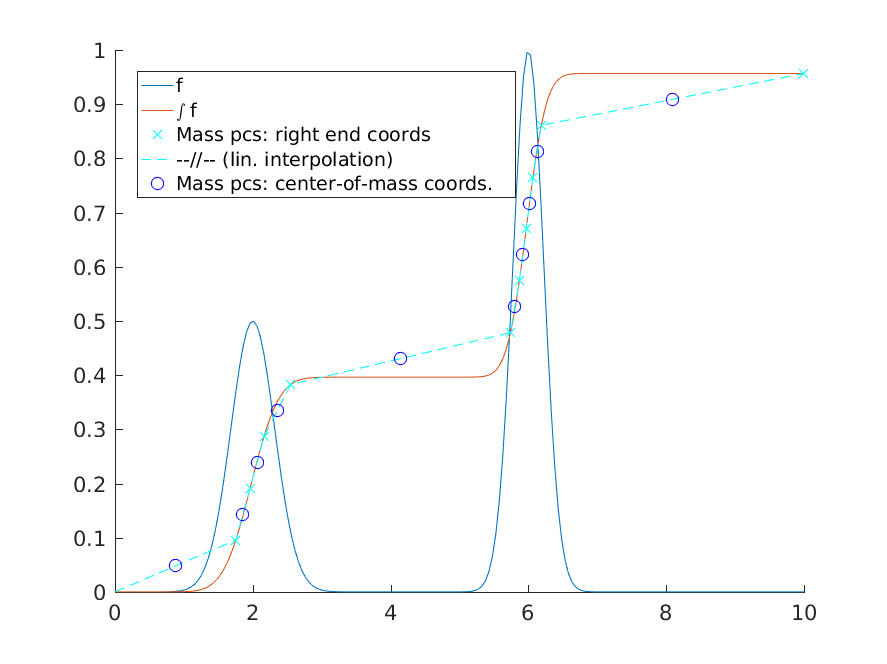 f
∫ f
Mass pcs: right end coords
--//-- (lin. interpolation)
Mass pcs: center-of-mass coords.
1
0.9
0.8
0.7
0.6
0.5
0.4
0.3
0.2
0.1
0
0 2 4 6 8 10